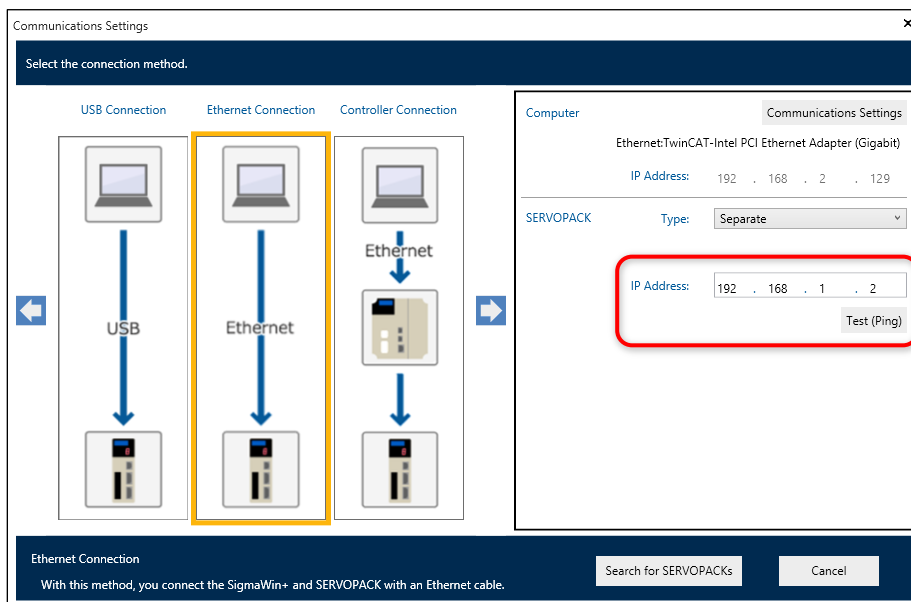 Communications Settings
Select the connection method.
USB Connection
Ethernet Connection
Controller Connection
USB
Ethernet
Ethernet
Computer
Communications Settings
Ethernet:TwinCAT-Intel PCI Ethernet Adapter (Gigabit)
IP Address: 192 . 168 . 2 . 129
SERVOPACK Type: Separate
IP Address: 192 . 168 . 1 . 2
Test (Ping)
Ethernet Connection
With this method, you connect the SigmaWin+ and SERVOPACK with an Ethernet cable.
Search for SERVOPACKs
Cancel